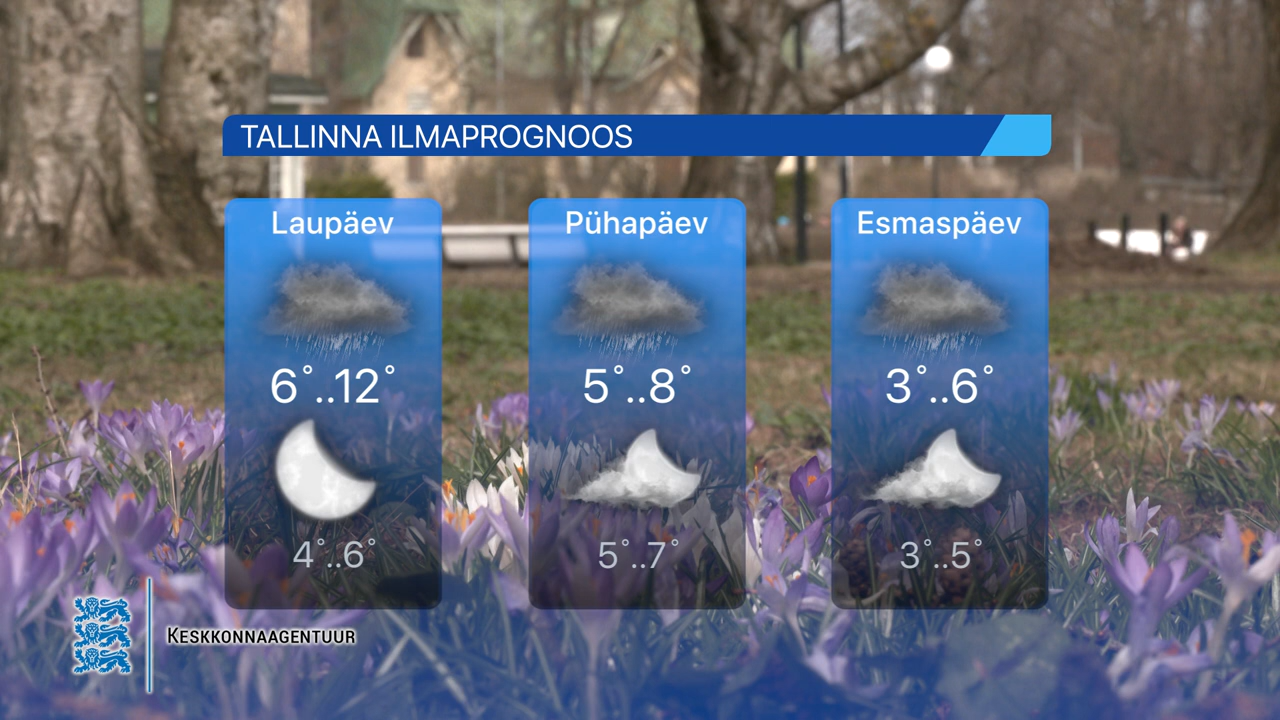 TALLINNA ILMAPROGNOOS
Laupäev
6°..12°
4°..6°
Pühapäev
5°..8°
5°..7°
Esmaspäev
3°..6°
3°..5°
KESKKONNAAGENTUUR